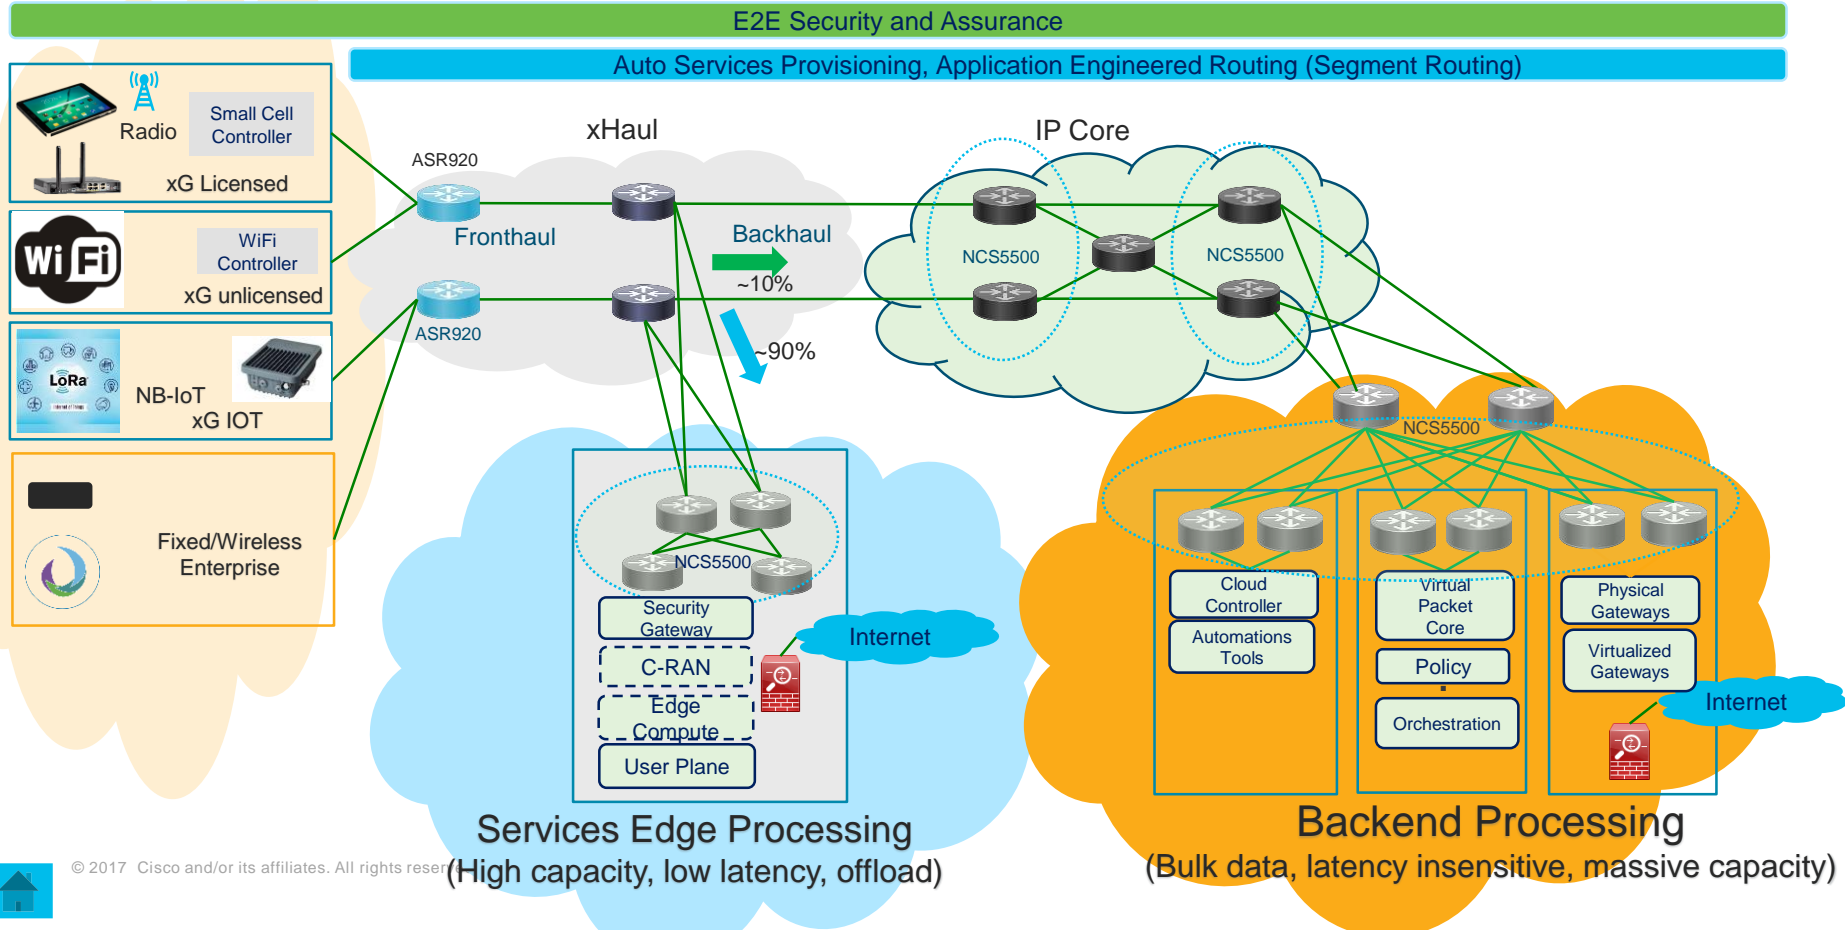 E2E Security and Assurance
Auto Services Provisioning, Application Engineered Routing (Segment Routing)
Radio
Small Cell
Controller
xG Licensed
WiFi
WiFi
Controller
xG unlicensed
LoRa
NB-IoT
xG IOT
Fixed/Wireless
Enterprise
xHaul
ASR920
Fronthaul
ASR920
Backhaul
~10%
~90%
IP Core
NCS5500
NCS5500
NCS5500
Security
Gateway
C-RAN
Edge
Compute
User Plane
Internet
Services Edge Processing
(High capacity, low latency, offload)
NCS5500
Cloud
Controller
Automations
Tools
Virtual
Packet
Core
Policy
Orchestration
Physical
Gateways
Virtualized
Gateways
Internet
Backend Processing
(Bulk data, latency insensitive, massive capacity)
© 2017 Cisco and/or its affiliates. All rights reserve